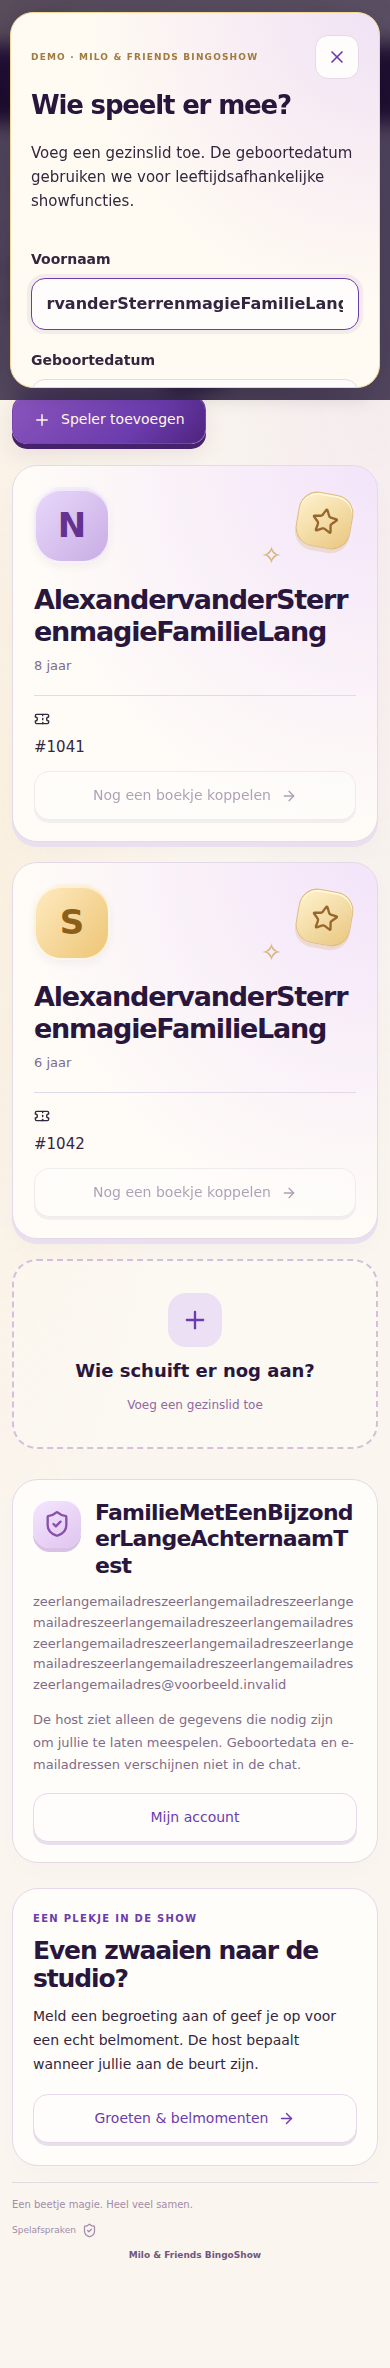 DEMO · MILO & FRIENDS BINGOSHOW
Wie speelt er mee?
Voeg een gezinslid toe. De geboortedatum
gebruiken we voor leeftijdsafhankelijke
showfuncties.
Voornaam
rvanderSterrenmagieFamilieLang
Geboortedatum
Speler toevoegen
N
AlexandervanderSterr
enmagieFamilieLang
8 jaar
#1041
Nog een boekje koppelen
S
AlexandervanderSterr
enmagieFamilieLang
6 jaar
#1042
Nog een boekje koppelen
Wie schuift er nog aan?
Voeg een gezinslid toe
FamilieMetEenBijzond
erLangeAchternaamT
est
zeerlangemailadreszeerlangemailadreszeerlange
mailadreszeerlangemailadreszeerlangemailadres
zeerlangemailadreszeerlangemailadreszeerlange
mailadreszeerlangemailadreszeerlangemailadres
zeerlangemailadres@voorbeeld.invalid
De host ziet alleen de gegevens die nodig zijn
om jullie te laten meespelen. Geboortedata en e-
mailadressen verschijnen niet in de chat.
Mijn account
EEN PLEKJE IN DE SHOW
Even zwaaien naar de
studio?
Meld een begroeting aan of geef je op voor
een echt belmoment. De host bepaalt
wanneer jullie aan de beurt zijn.
Groeten & belmomenten
Een beetje magie. Heel veel samen.
Spelafspraken
Milo & Friends BingoShow